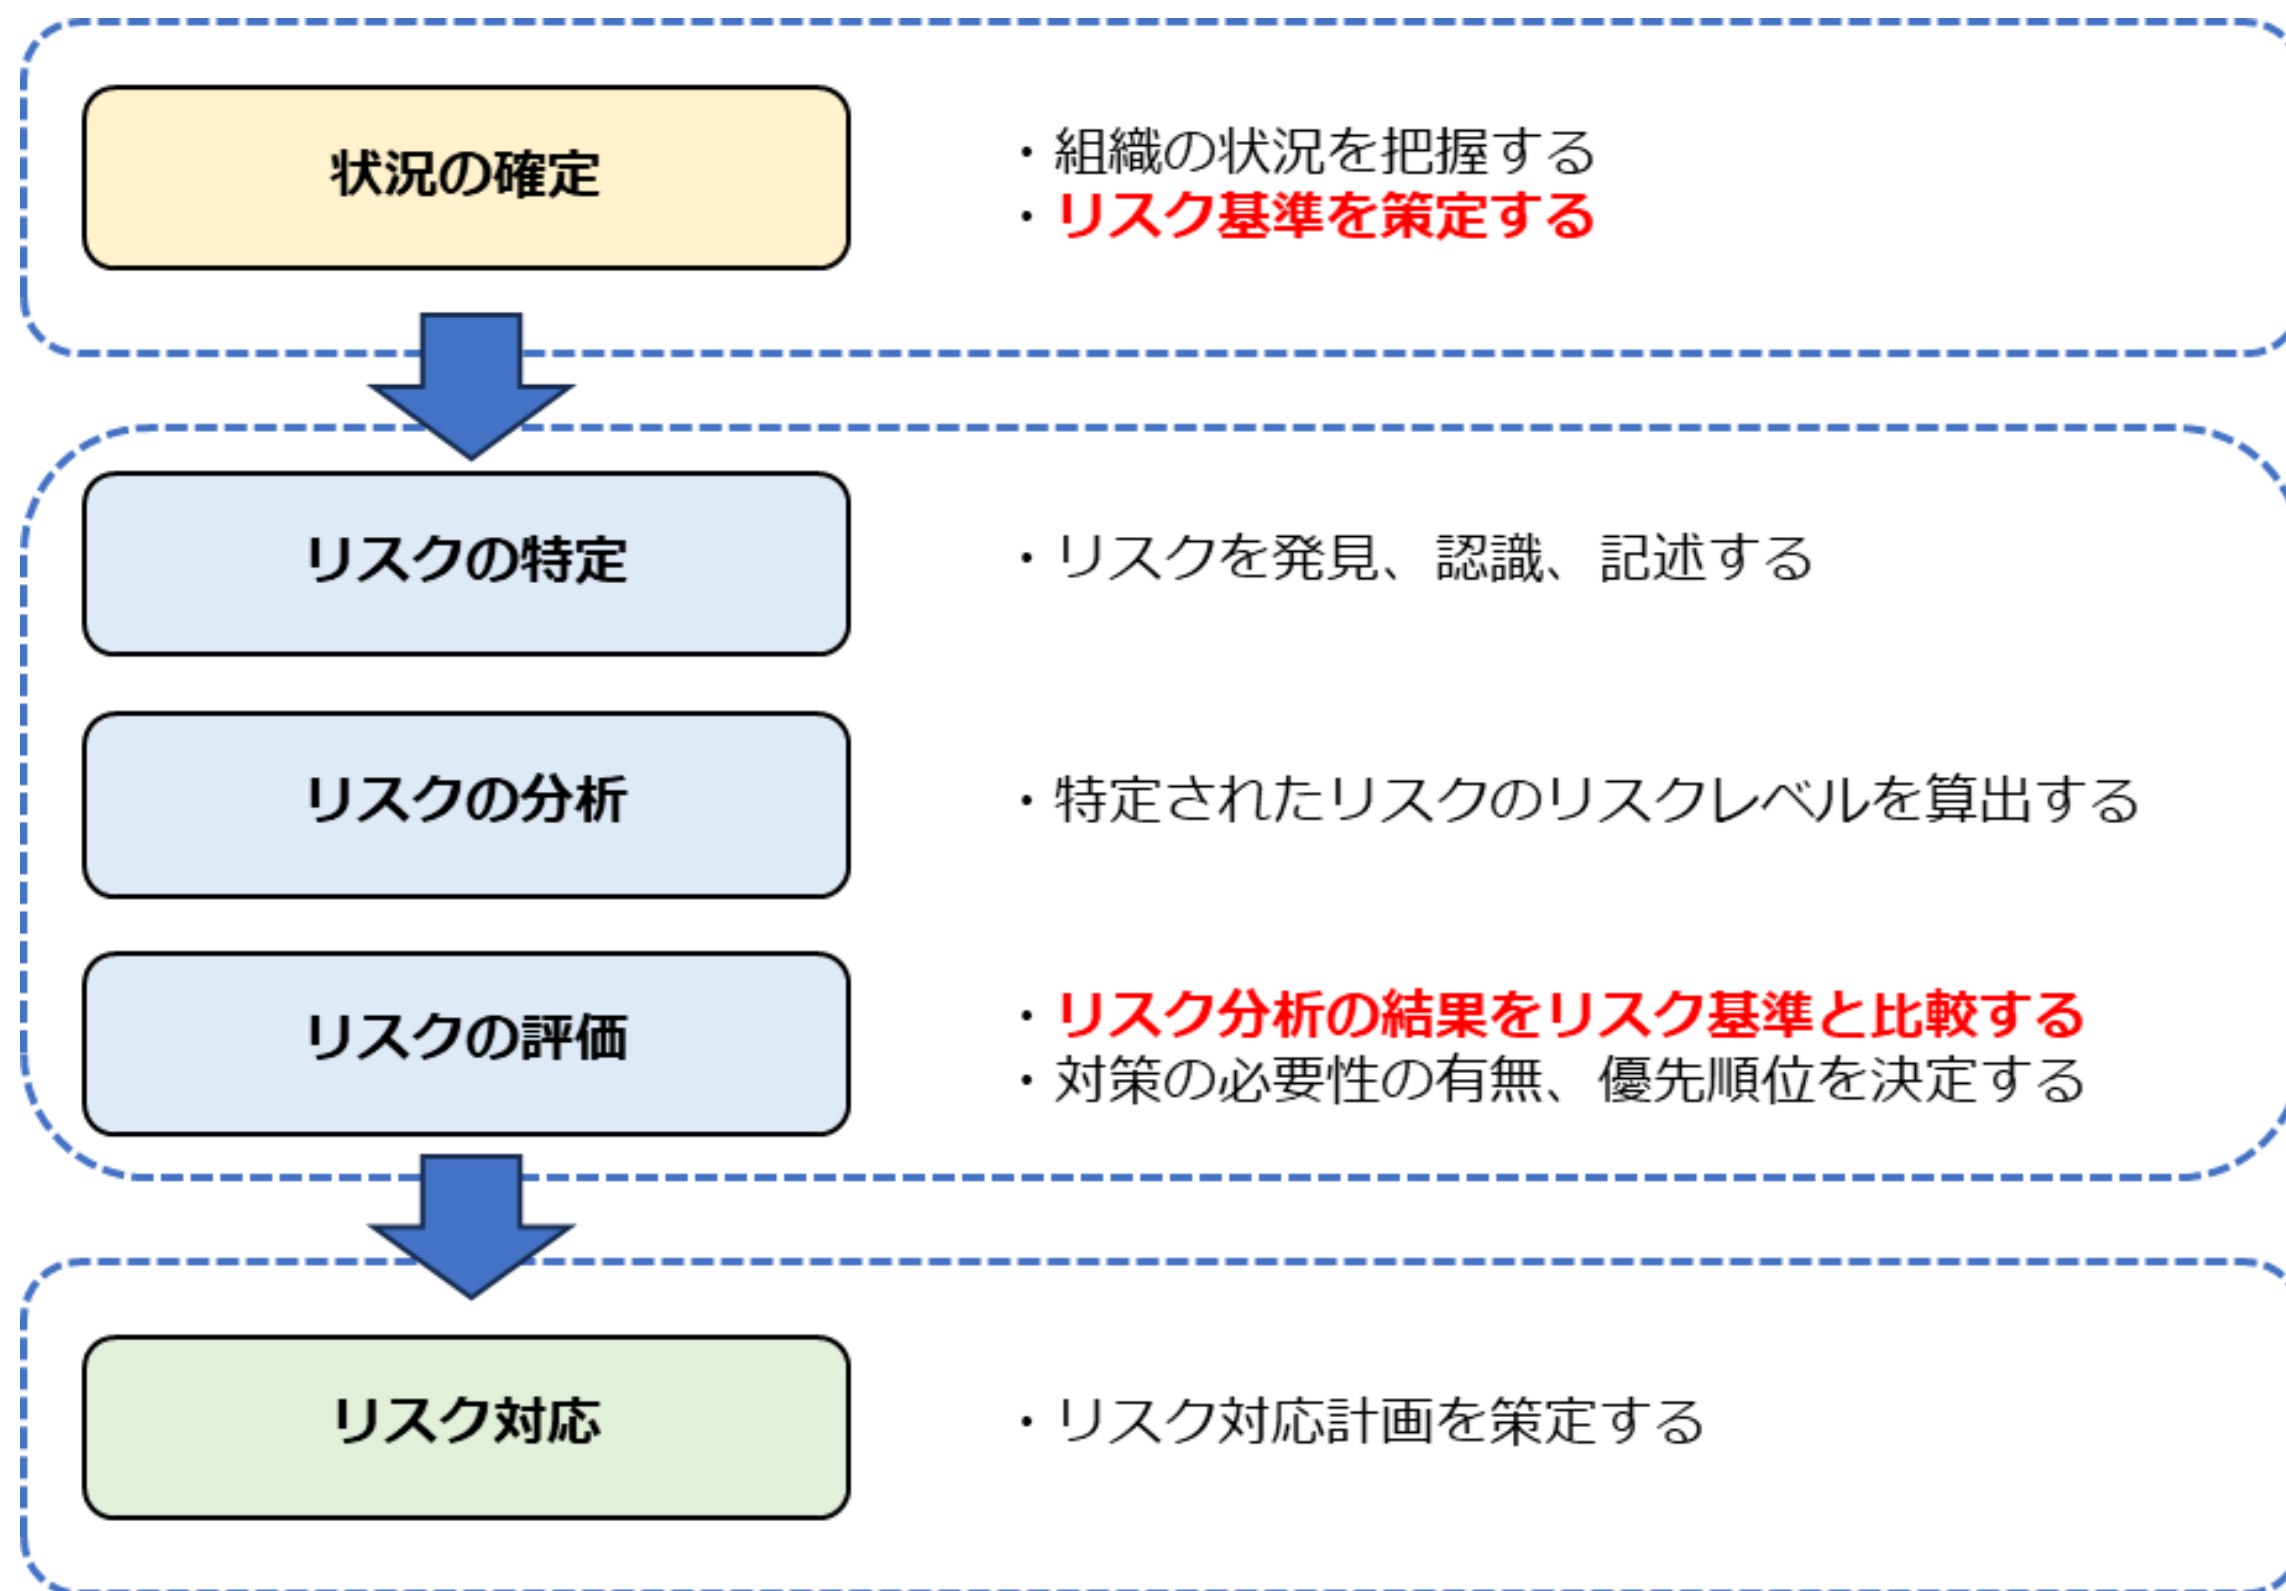 状況の確定
・組織の状況を把握する
・リスク基準を策定する
リスクの特定
・リスクを発見、認識、記述する
リスクの分析
・特定されたリスクのリスクレベルを算出する
リスクの評価
・リスク分析の結果をリスク基準と比較する
・対策の必要性の有無、優先順位を決定する
リスク対応
・リスク対応計画を策定する